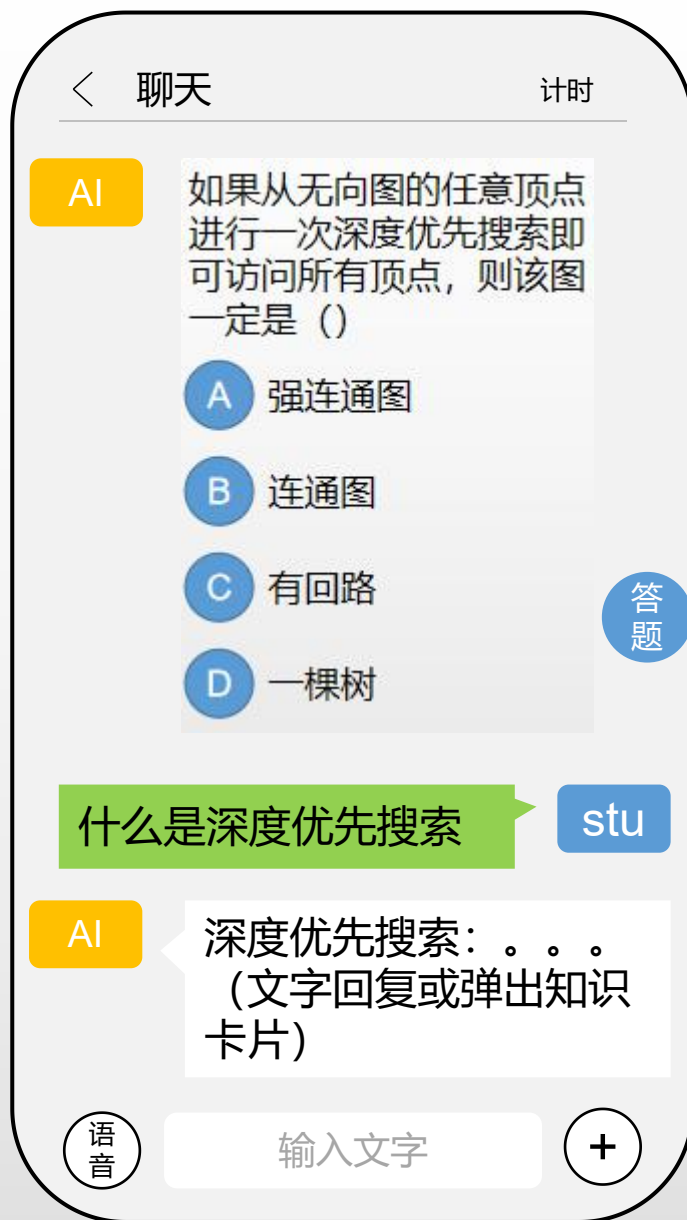 < 聊天 计时
AI
如果从无向图的任意顶点
进行一次深度优先搜索即
可访问所有顶点，则该图
一定是（）
A 强连通图
B 连通图
C 有回路
D 一棵树
答
题
什么是深度优先搜索
stu
AI
深度优先搜索：。。。
（文字回复或弹出知识
卡片）
语
音
输入文字
+